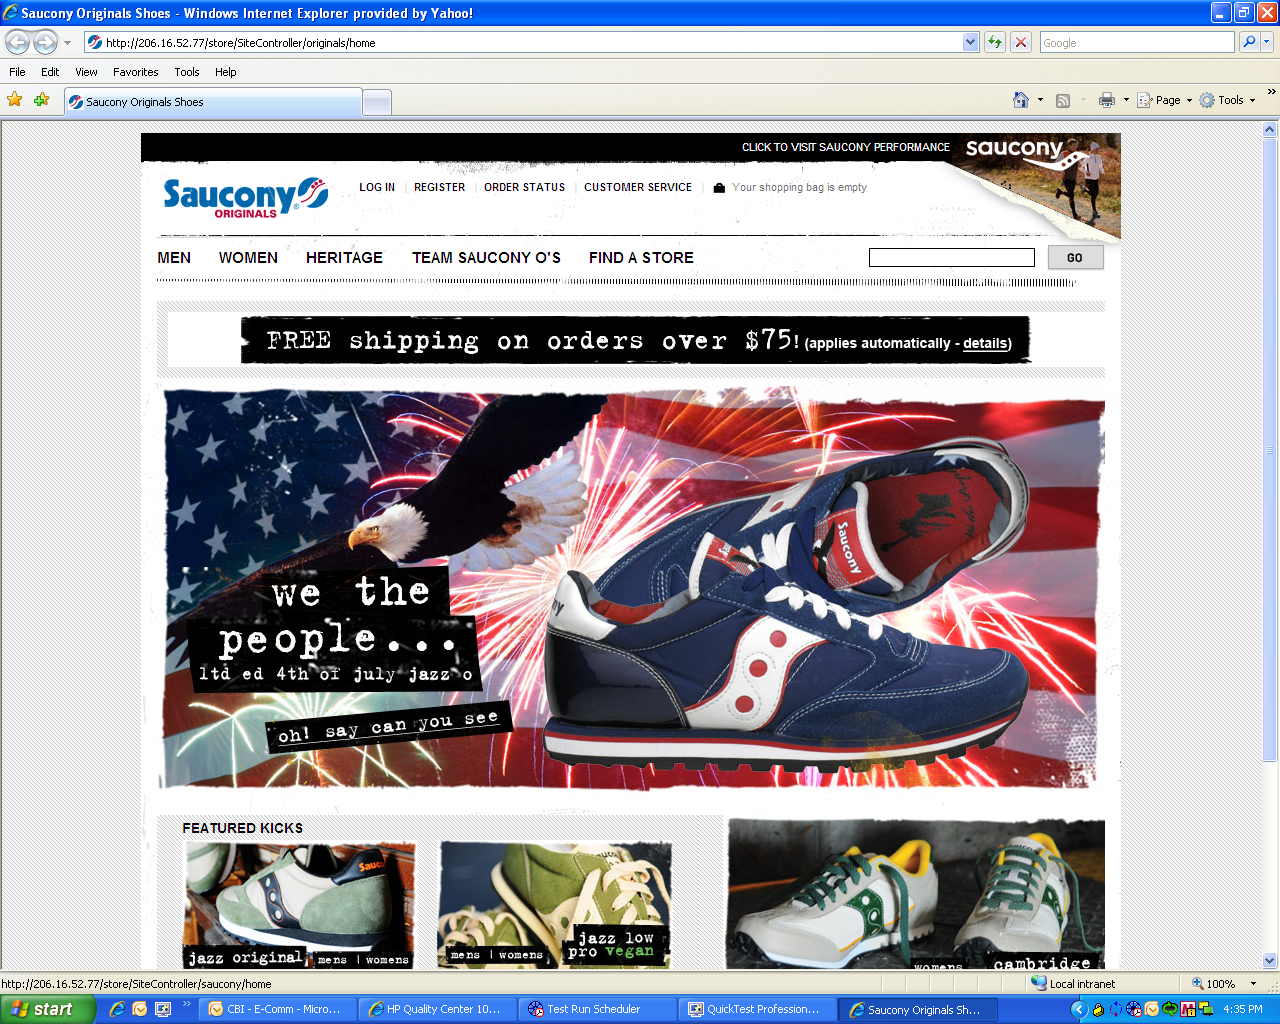 Saucony Originals Shoes - Windows Internet Explorer provided by Yahoo!
http://206.16.52.77/store/SiteController/originals/home
Google
File Edit View Favorites Tools Help
Saucony Originals Shoes
Page Tools
CLICK TO VISIT SAUCONY PERFORMANCE
saucony
Saucony
ORIGINALS
LOG IN REGISTER ORDER STATUS CUSTOMER SERVICE Your shopping bag is empty
MEN WOMEN HERITAGE TEAM SAUCONY O'S FIND A STORE
GO
FREE shipping on orders over $75! (applies automatically - details)
Saucony
we the
people...
ltd ed 4th of july jazz o
oh! say can you see
FEATURED KICKS
jazz original mens | womens
mens | womens
jazz low
pro vegan
womens
cambridge
http://206.16.52.77/store/SiteController/saucony/home
Local intranet
100%
start
CBI - E-Comm - Micro...
HP Quality Center 10...
Test Run Scheduler
QuickTest Profession...
Saucony Originals Sh...
4:35 PM